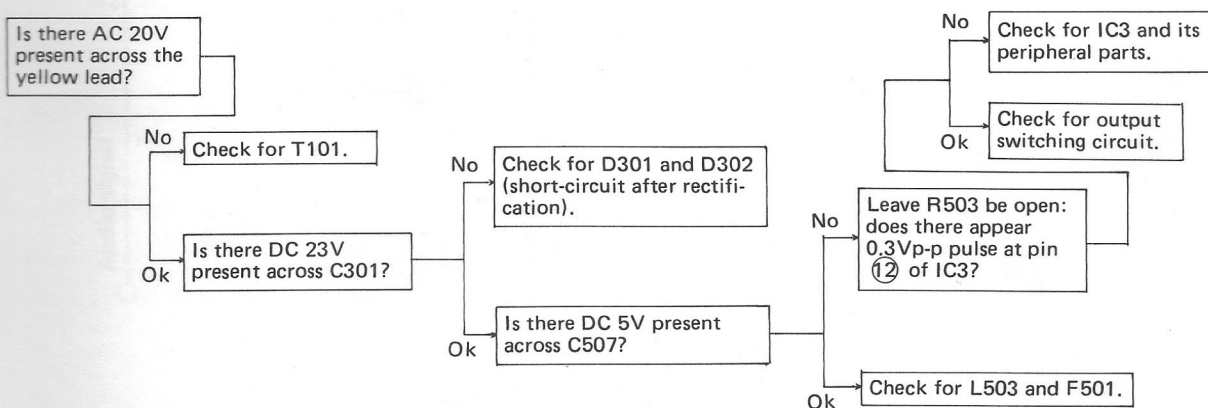 Is there AC 20V
present across the
yellow lead?
No
Check for T101.
Ok
Is there DC 23V
present across C301?
No
Check for D301 and D302
(short-circuit after rectifi-
cation).
Ok
Is there DC 5V present
across C507?
No
Leave R503 be open:
does there appear
0.3Vp-p pulse at pin
⑫ of IC3?
Ok
Check for L503 and F501.
No
Check for IC3 and its
peripheral parts.
Ok
Check for output
switching circuit.